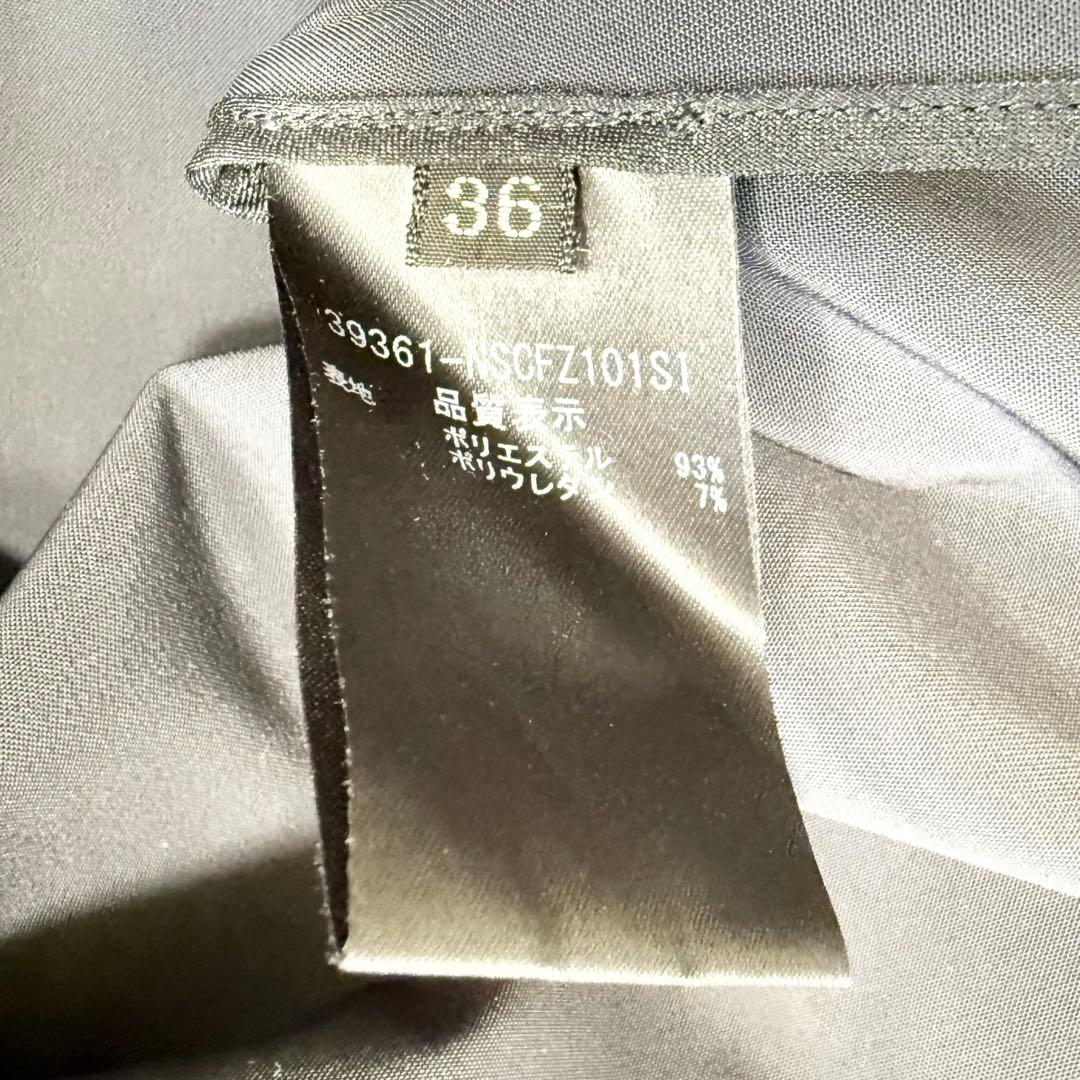 36
39361-NSCFZ101SI
品質表示
表地
ポリエステル 93%
ポリウレタン 7%